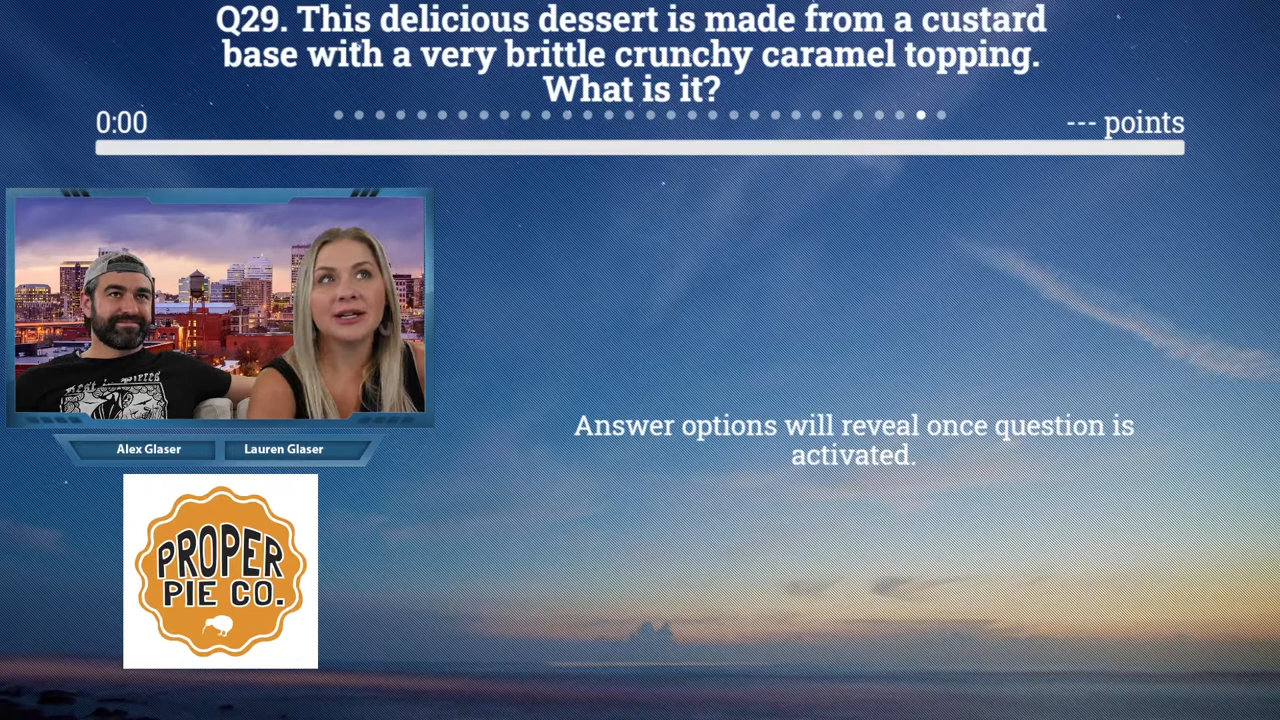 Q29. This delicious dessert is made from a custard
base with a very brittle crunchy caramel topping.
What is it?
0:00
--- points
Answer options will reveal once question is
activated.
Alex Glaser
Lauren Glaser
PROPER
PIE CO.